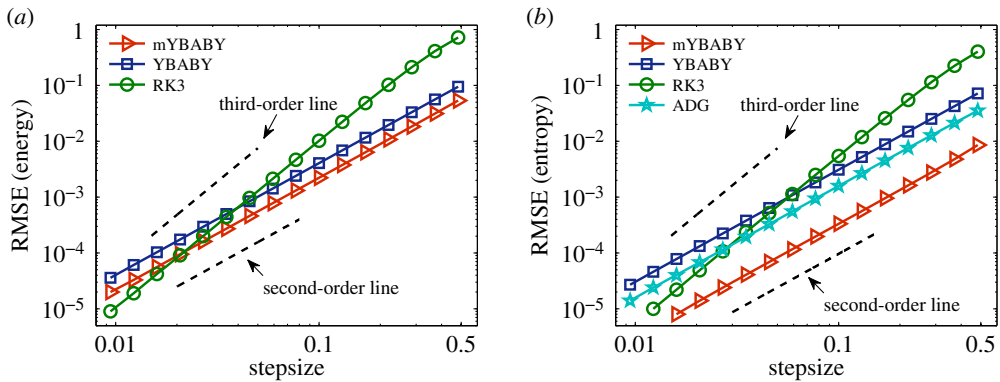 (a)
1
10⁻¹
10⁻²
10⁻³
10⁻⁴
10⁻⁵
RMSE (energy)
mYBABY
YBABY
RK3
third-order line
second-order line
0.01
0.1
0.5
stepsize
(b)
1
10⁻¹
10⁻²
10⁻³
10⁻⁴
10⁻⁵
RMSE (entropy)
mYBABY
YBABY
RK3
ADG
third-order line
second-order line
0.01
0.1
0.5
stepsize